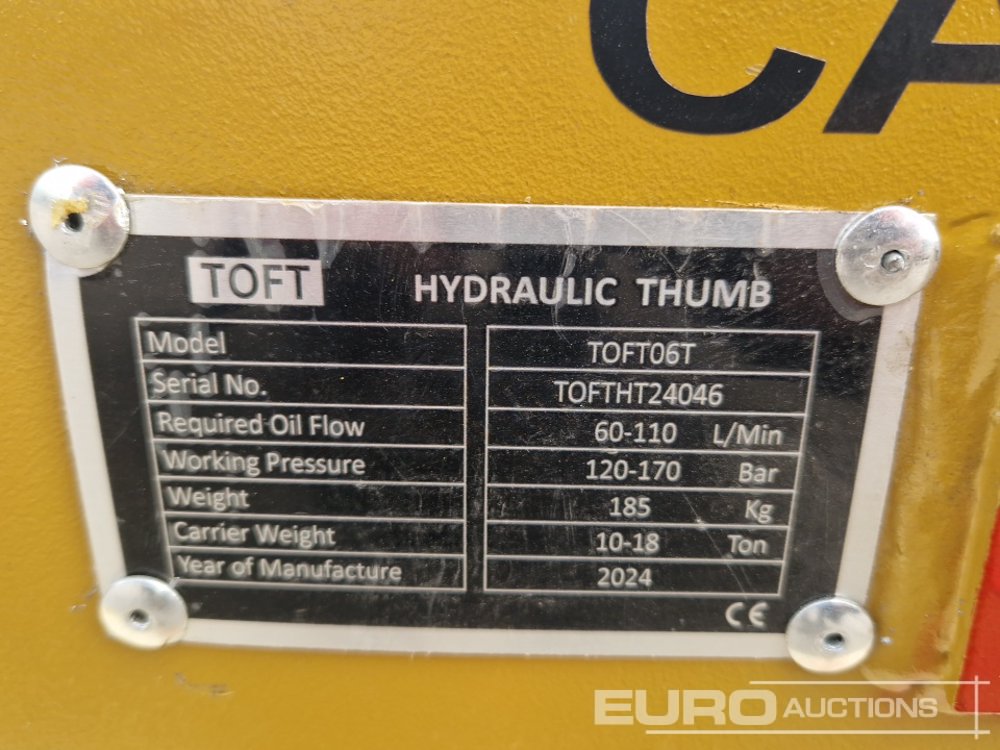 CA
TOFT HYDRAULIC THUMB
Model TOFT06T
Serial No. TOFTHT24046
Required Oil Flow 60-110 L/Min
Working Pressure 120-170 Bar
Weight 185 Kg
Carrier Weight 10-18 Ton
Year of Manufacture 2024
CE
EURO AUCTIONS